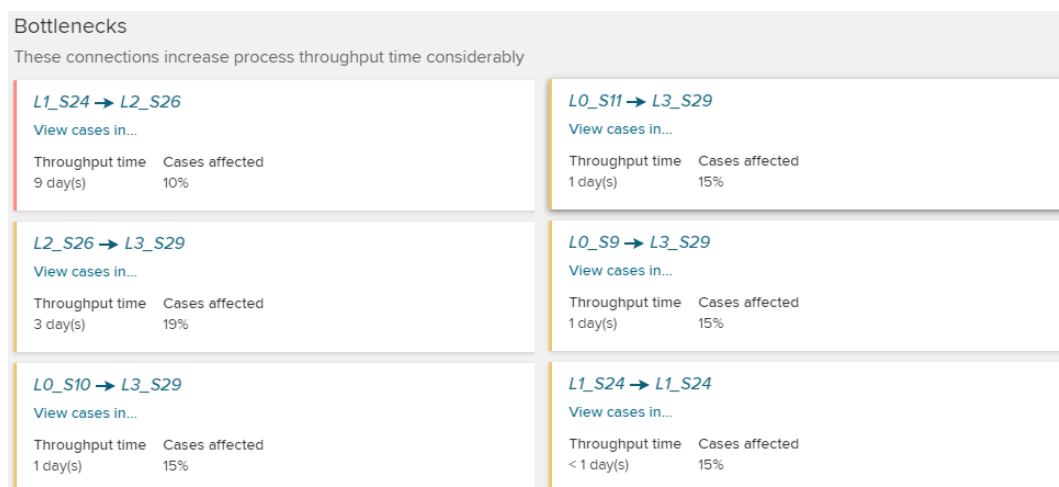 Bottlenecks
These connections increase process throughput time considerably
L1_S24 → L2_S26
View cases in...
Throughput time Cases affected
9 day(s) 10%
L0_S11 → L3_S29
View cases in...
Throughput time Cases affected
1 day(s) 15%
L2_S26 → L3_S29
View cases in...
Throughput time Cases affected
3 day(s) 19%
L0_S9 → L3_S29
View cases in...
Throughput time Cases affected
1 day(s) 15%
L0_S10 → L3_S29
View cases in...
Throughput time Cases affected
1 day(s) 15%
L1_S24 → L1_S24
View cases in...
Throughput time Cases affected
< 1 day(s) 15%